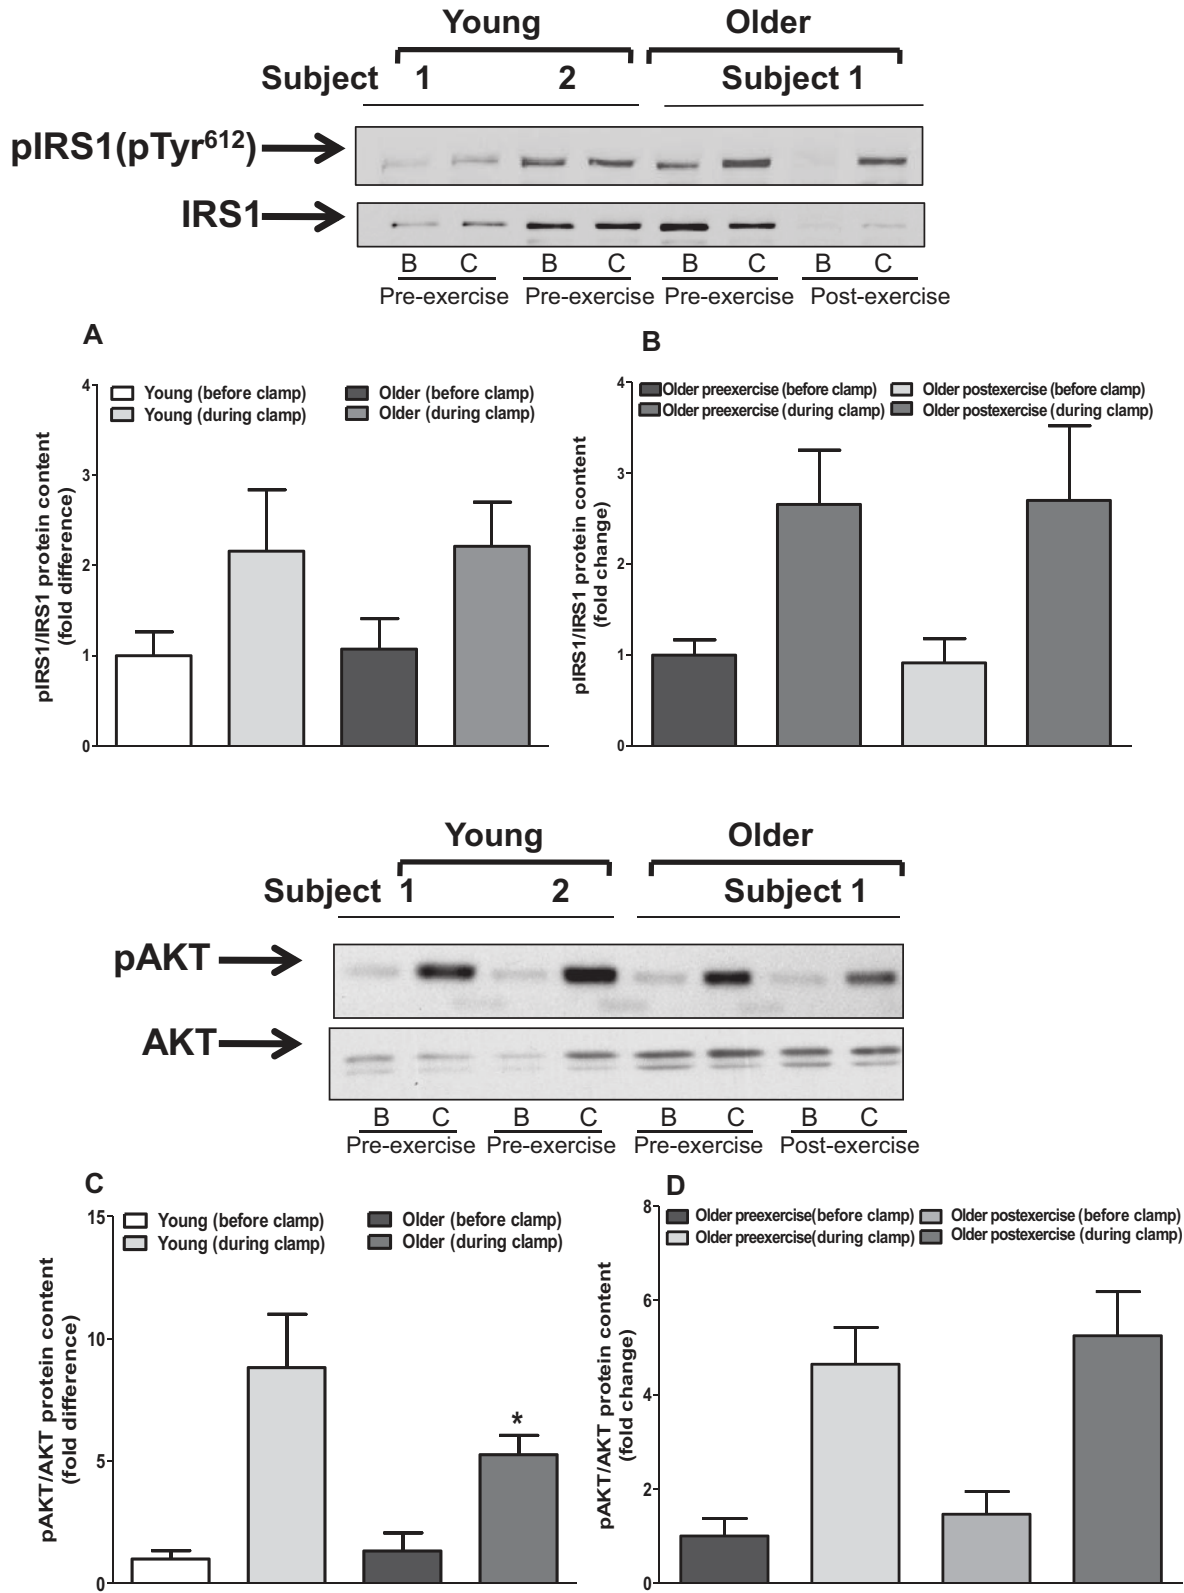 Young Older
Subject 1 2 Subject 1
pIRS1(pTyr612)
IRS1
B C B C B C B C
Pre-exercise Pre-exercise Pre-exercise Post-exercise
A
pIRS1/IRS1 protein content
(fold difference)
4
3
2
1
0
Young (before clamp) Older (before clamp)
Young (during clamp) Older (during clamp)
B
pIRS1/IRS1 protein content
(fold change)
4
3
2
1
0
Older preexercise (before clamp) Older postexercise (before clamp)
Older preexercise (during clamp) Older postexercise (during clamp)
Young Older
Subject 1 2 Subject 1
pAKT
AKT
B C B C B C B C
Pre-exercise Pre-exercise Pre-exercise Post-exercise
C
pAKT/AKT protein content
(fold difference)
15
10
5
0
Young (before clamp) Older (before clamp)
Young (during clamp) Older (during clamp)
*
D
pAKT/AKT protein content
(fold change)
8
6
4
2
0
Older preexercise(before clamp) Older postexercise (before clamp)
Older preexercise(during clamp) Older postexercise (during clamp)